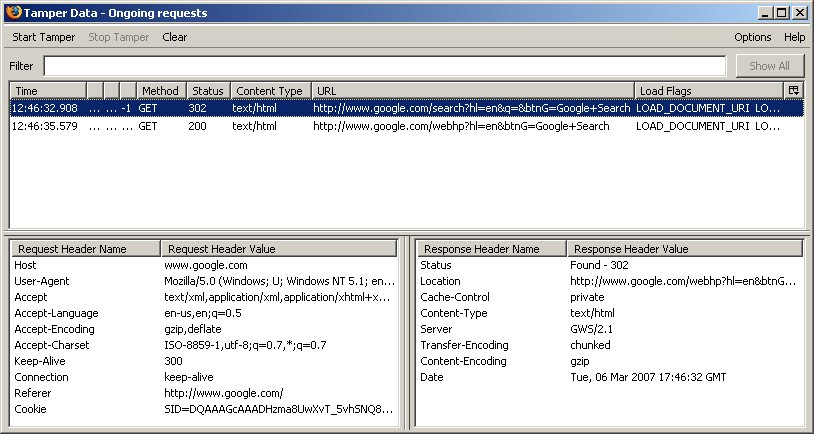 Tamper Data - Ongoing requests
Start Tamper Stop Tamper Clear Options Help
Filter Show All
Time Method Status Content Type URL Load Flags
12:46:32.908 ... ... -1 GET 302 text/html http://www.google.com/search?hl=en&q=&btnG=Google+Search LOAD_DOCUMENT_URI LO...
12:46:35.579 ... ... ... GET 200 text/html http://www.google.com/webhp?hl=en&btnG=Google+Search LOAD_DOCUMENT_URI LO...
Request Header Name Request Header Value
Host www.google.com
User-Agent Mozilla/5.0 (Windows; U; Windows NT 5.1; en...
Accept text/xml,application/xml,application/xhtml+x...
Accept-Language en-us,en;q=0.5
Accept-Encoding gzip,deflate
Accept-Charset ISO-8859-1,utf-8;q=0.7,*;q=0.7
Keep-Alive 300
Connection keep-alive
Referer http://www.google.com/
Cookie SID=DQAAAGcAAADHzma8UwXvT_5vhSNQ8...
Response Header Name Response Header Value
Status Found - 302
Location http://www.google.com/webhp?hl=en&btnG...
Cache-Control private
Content-Type text/html
Server GWS/2.1
Transfer-Encoding chunked
Content-Encoding gzip
Date Tue, 06 Mar 2007 17:46:32 GMT